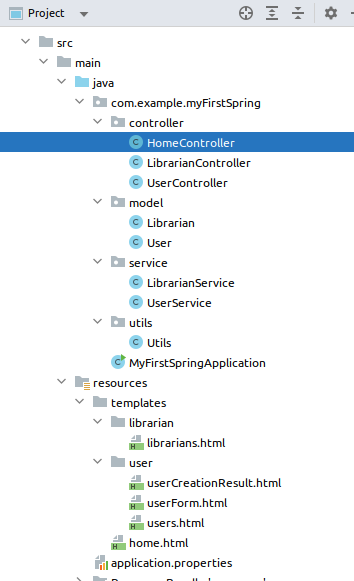 Project
src
main
java
com.example.myFirstSpring
controller
HomeController
LibrarianController
UserController
model
Librarian
User
service
LibrarianService
UserService
utils
Utils
MyFirstSpringApplication
resources
templates
librarian
librarians.html
user
userCreationResult.html
userForm.html
users.html
home.html
application.properties